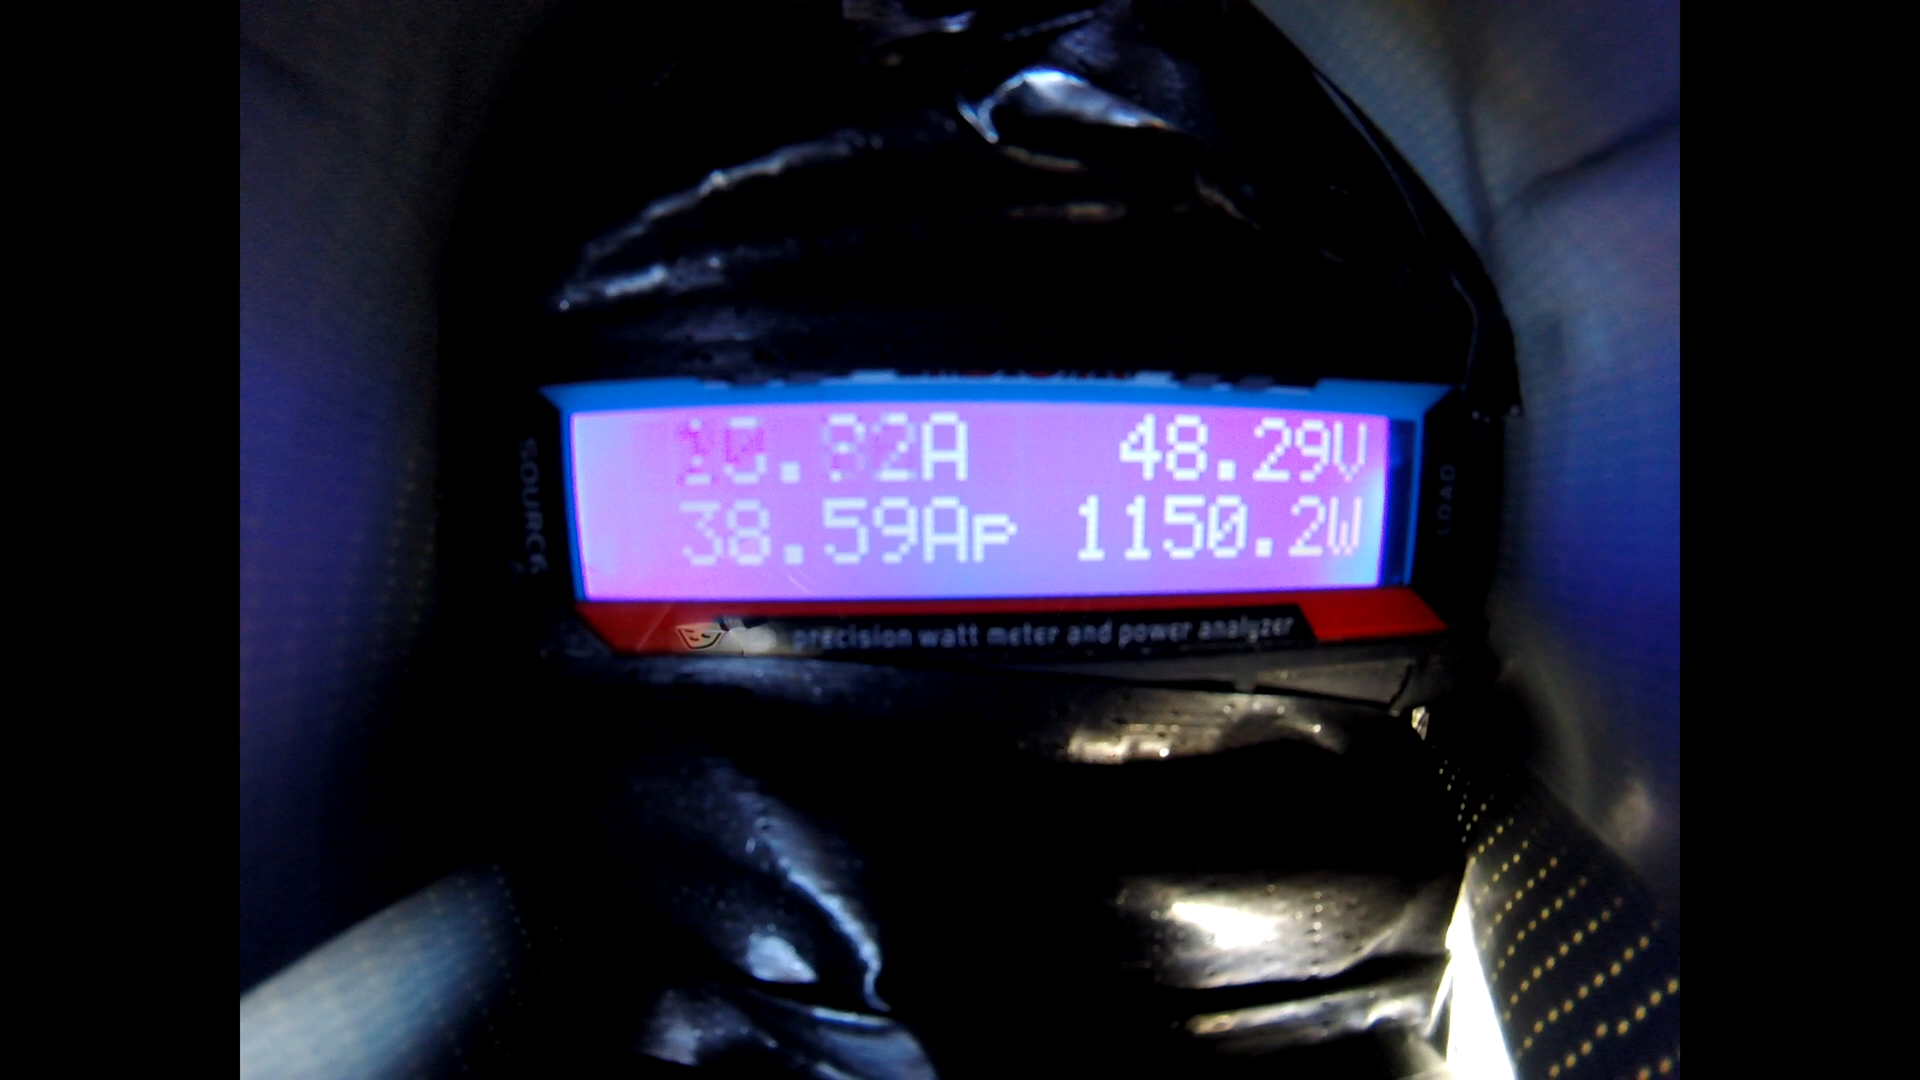 48.29V
38.59Ap 1150.2W
SOURCE
LOAD
precision watt meter and power analyzer